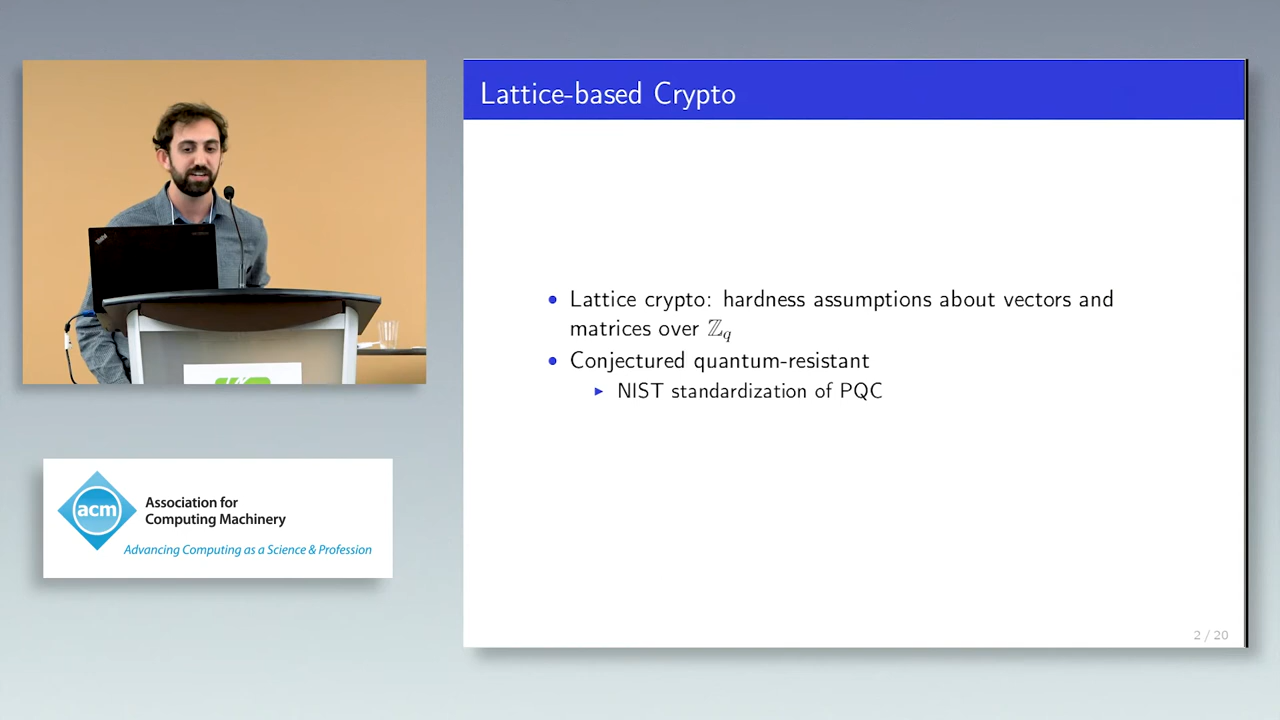 Lattice-based Crypto
• Lattice crypto: hardness assumptions about vectors and
matrices over ℤq
• Conjectured quantum-resistant
▶ NIST standardization of PQC
2 / 20
acm
Association for
Computing Machinery
Advancing Computing as a Science & Profession